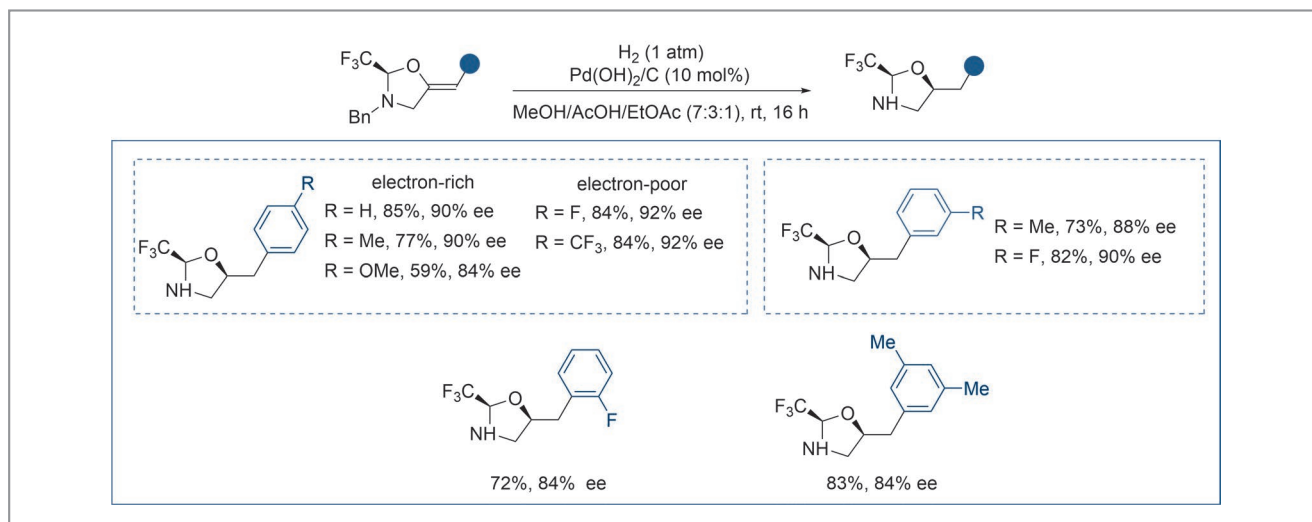 F₃C
O
N
Bn
H₂ (1 atm)
Pd(OH)₂/C (10 mol%)
MeOH/AcOH/EtOAc (7:3:1), rt, 16 h
F₃C
O
NH
R
F₃C
O
NH
electron-rich
R = H, 85%, 90% ee
R = Me, 77%, 90% ee
R = OMe, 59%, 84% ee
electron-poor
R = F, 84%, 92% ee
R = CF₃, 84%, 92% ee
R
F₃C
O
NH
R = Me, 73%, 88% ee
R = F, 82%, 90% ee
F₃C
O
NH
F
72%, 84% ee
Me
Me
F₃C
O
NH
83%, 84% ee